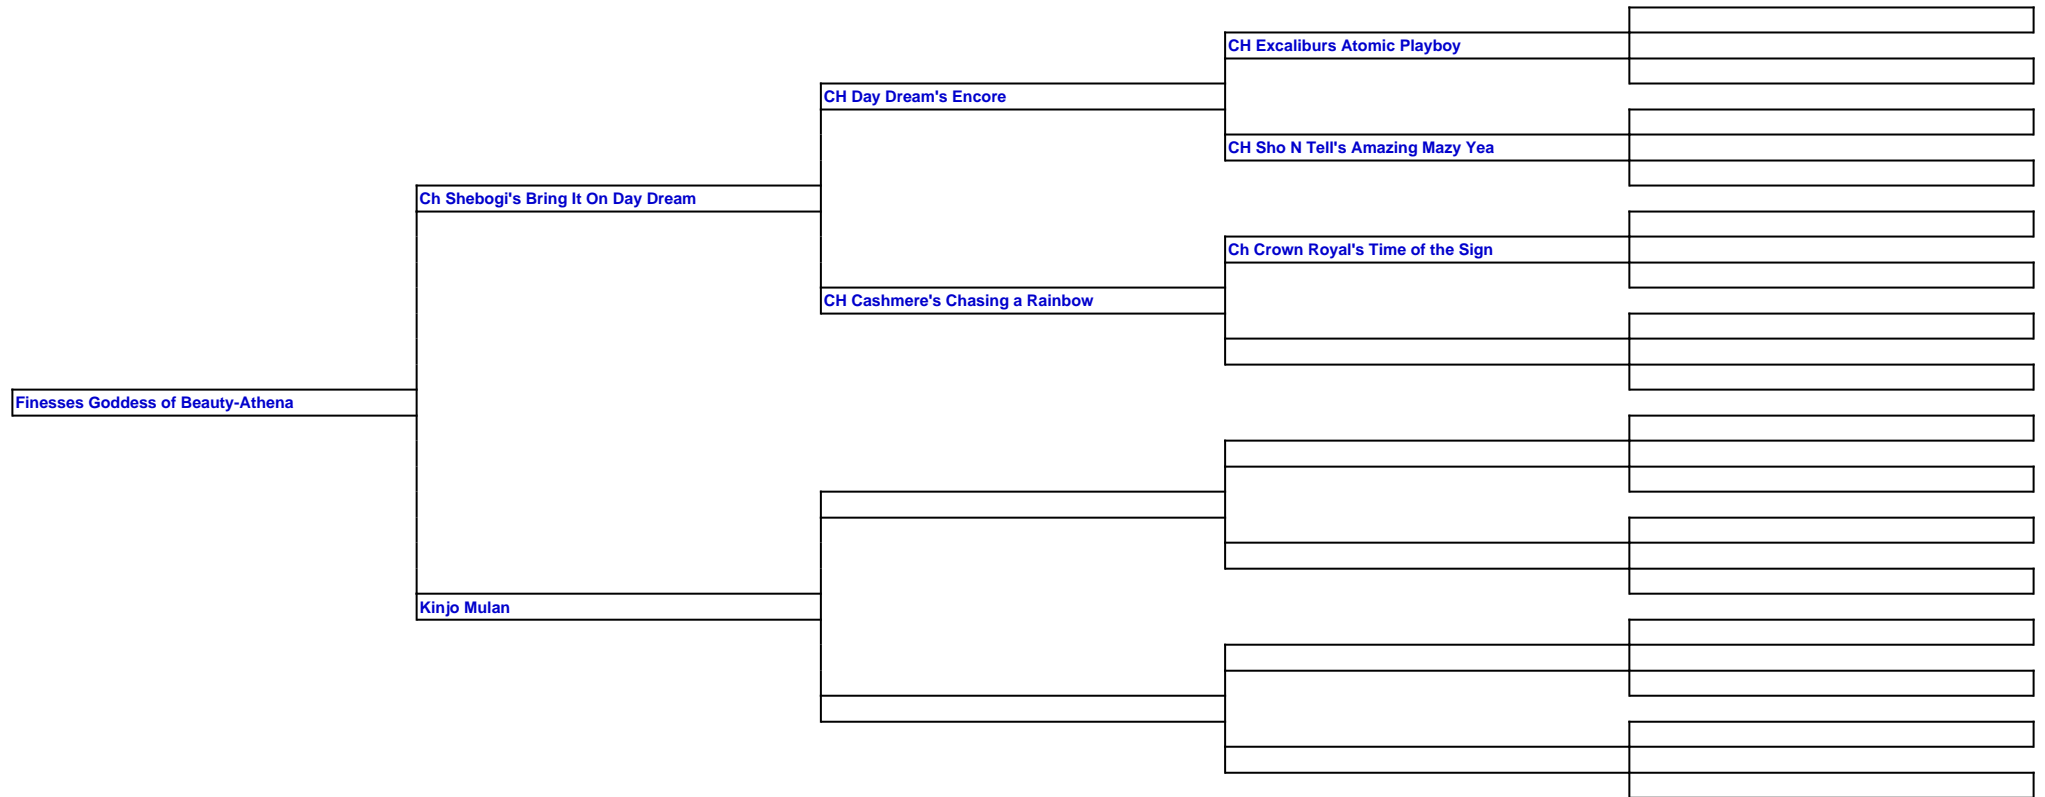 CH Excaliburs Atomic Playboy
CH Day Dream's Encore
CH Sho N Tell's Amazing Mazy Yea
Ch Shebogi's Bring It On Day Dream
Ch Crown Royal's Time of the Sign
CH Cashmere's Chasing a Rainbow
Finesses Goddess of Beauty-Athena
Kinjo Mulan